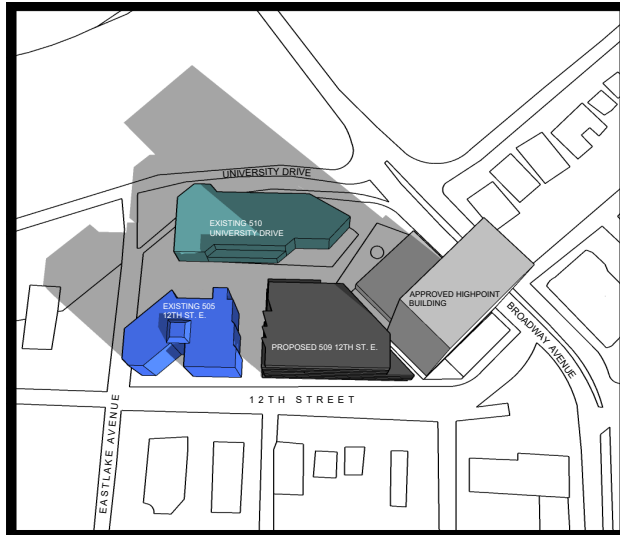 UNIVERSITY DRIVE
EXISTING 510
UNIVERSITY DRIVE
APPROVED HIGHPOINT
BUILDING
EXISTING 505
12TH ST. E.
PROPOSED 509 12TH ST. E.
BROADWAY AVENUE
12TH STREET
EASTLAKE AVENUE